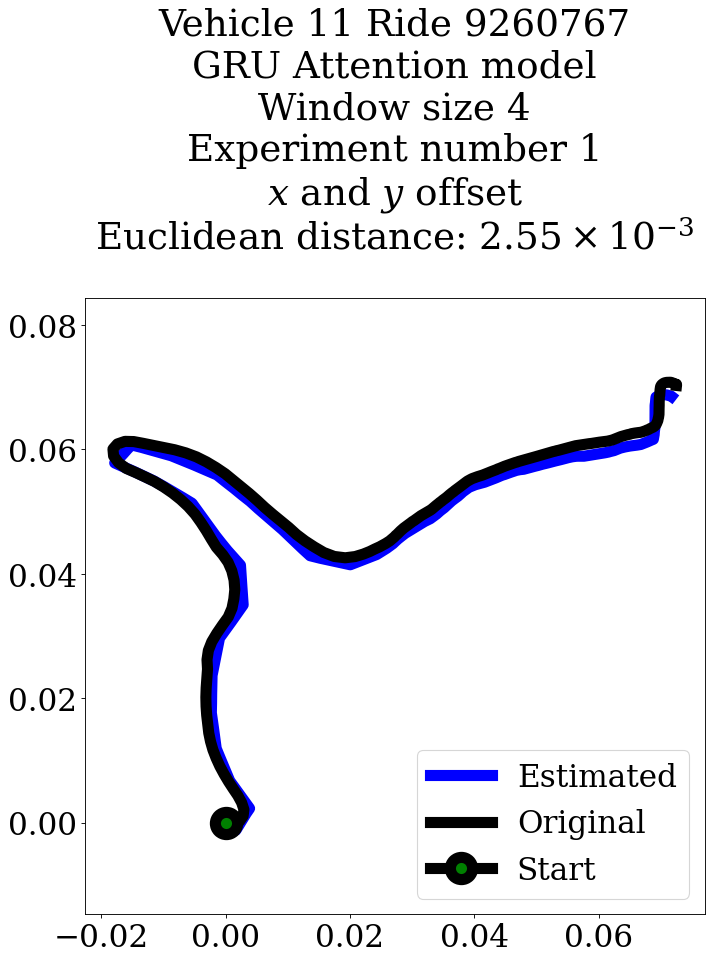 Vehicle 11 Ride 9260767
GRU Attention model
Window size 4
Experiment number 1
x and y offset
Euclidean distance: 2.55 × 10⁻³
0.08
0.06
0.04
0.02
0.00
Estimated
Original
Start
−0.02 0.00 0.02 0.04 0.06